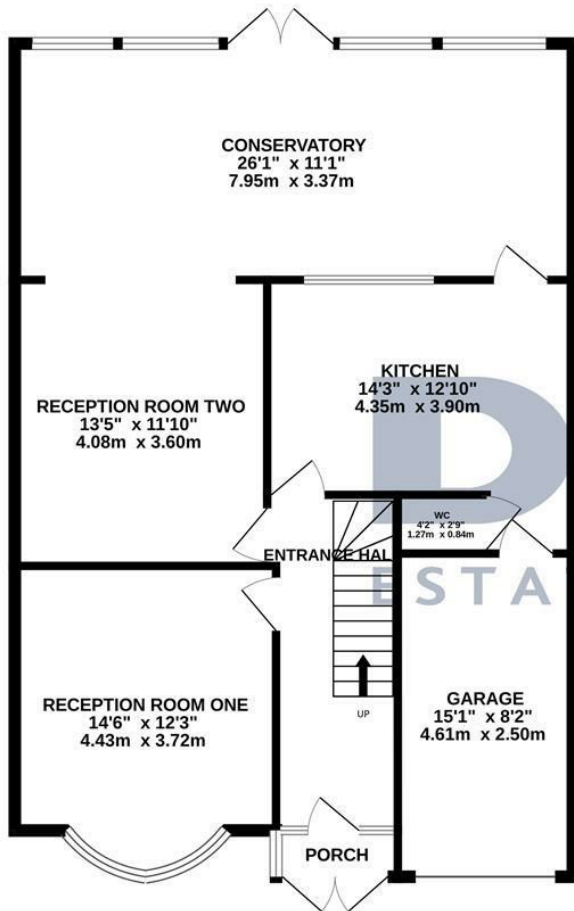 CONSERVATORY
26'1" x 11'1"
7.95m x 3.37m
KITCHEN
14'3" x 12'10"
4.35m x 3.90m
RECEPTION ROOM TWO
13'5" x 11'10"
4.08m x 3.60m
D
WC
4'2" x 2'9"
1.27m x 0.84m
ENTRANCE HAL
ESTA
RECEPTION ROOM ONE
14'6" x 12'3"
4.43m x 3.72m
GARAGE
15'1" x 8'2"
4.61m x 2.50m
UP
PORCH